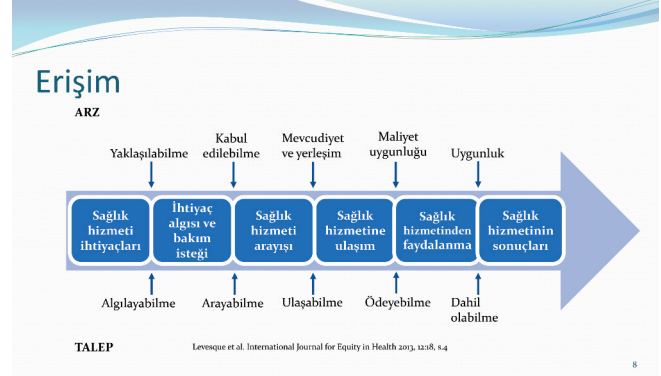 Erişim
ARZ
Yaklaşılabilme
Kabul
edilebilme
Mevcudiyet
ve yerleşim
Maliyet
uygunluğu
Uygunluk
Sağlık
hizmeti
ihtiyaçları
İhtiyaç
algısı ve
bakım
isteği
Sağlık
hizmeti
arayışı
Sağlık
hizmetine
ulaşım
Sağlık
hizmetinden
faydalanma
Sağlık
hizmetinin
sonuçları
Algılayabilme
Arayabilme
Ulaşabilme
Ödeyebilme
Dahil
olabilme
TALEP
Levesque et al. International Journal for Equity in Health 2013, 12:18, s.4
8